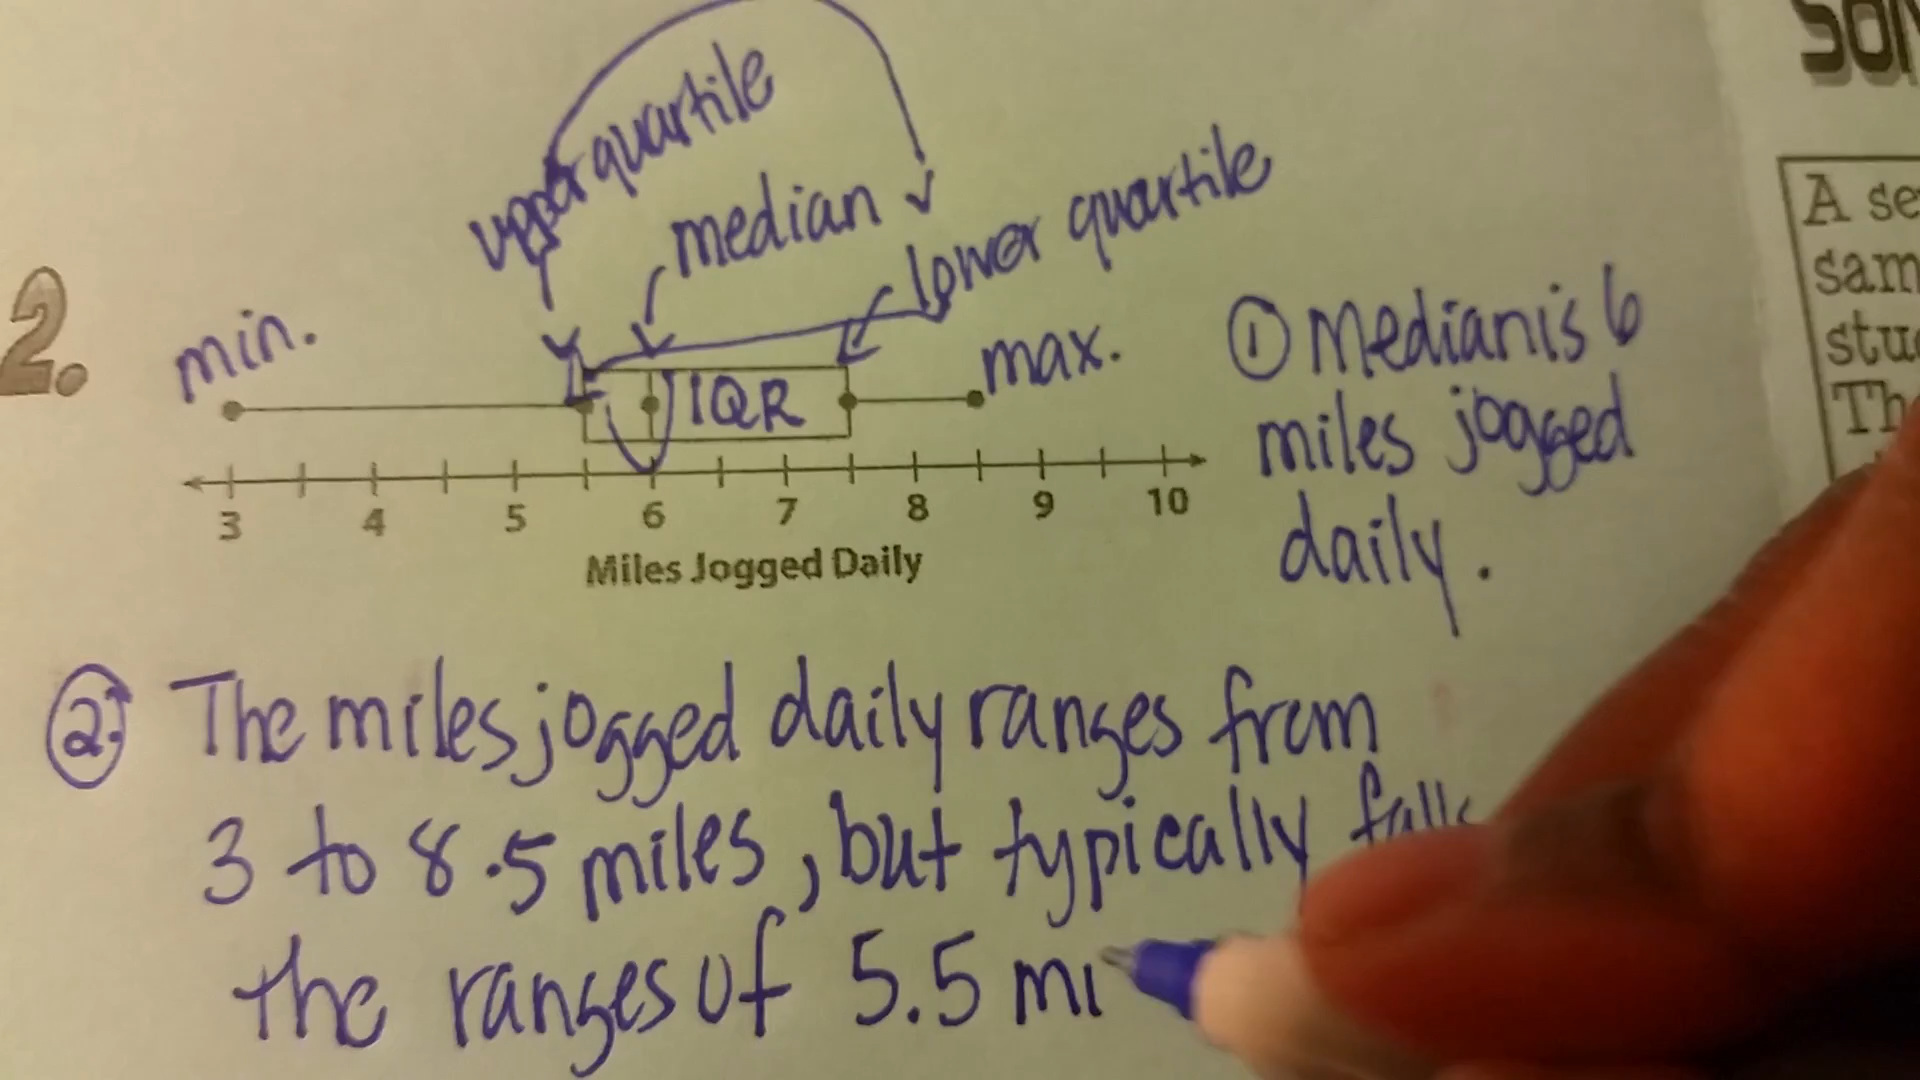 upper quartile
median
lower quartile
2.
min.
max.
IQR
3 4 5 6 7 8 9 10
Miles Jogged Daily
① Median is 6
miles jogged
daily.
②. The miles jogged daily ranges from
3 to 8.5 miles, but typically falls
the ranges of 5.5 mi
A se
sam
stu
Th